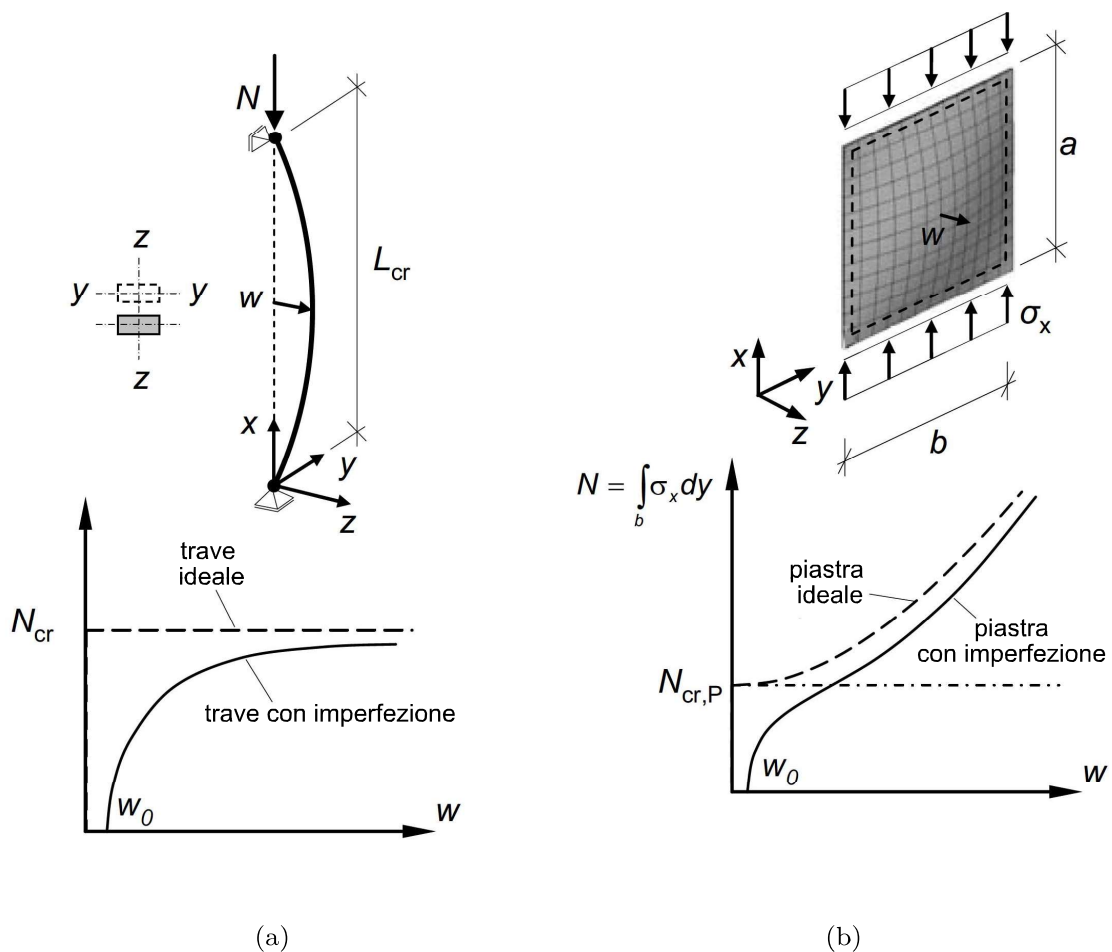 N
z
y
y
z
w
L_cr
x
y
z
a
w
σ_x
x
y
z
b
trave
ideale
N_cr
trave con imperfezione
w_0
w
N = ∫_b σ_x dy
piastra
ideale
piastra
con imperfezione
N_cr,P
w_0
w
(a)
(b)